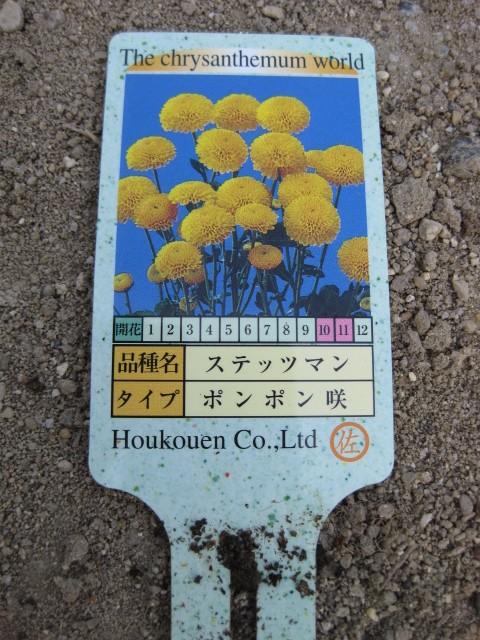 The chrysanthemum world
開花 1 2 3 4 5 6 7 8 9 10 11 12
品種名 ステッツマン
タイプ ポンポン咲
Houkouen Co.,Ltd 佐